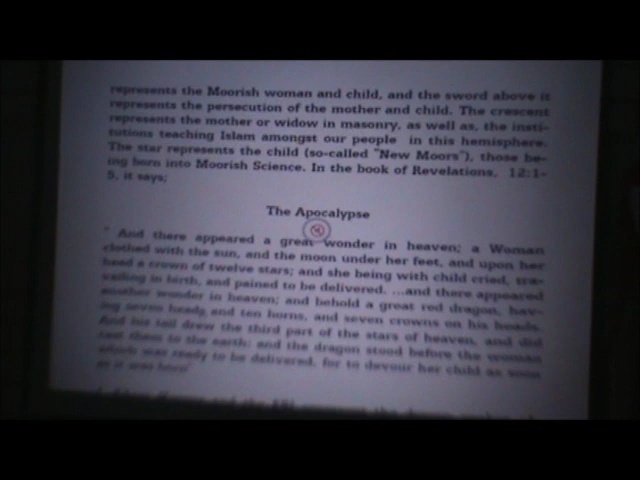 represents the Moorish woman and child, and the sword above it
represents the persecution of the mother and child. The crescent
represents the mother or widow in masonry, as well as, the insti-
tutions teaching Islam amongst our people in this hemisphere.
The star represents the child (so-called "New Moors"), those be-
ing born into Moorish Science. In the book of Revelations, 12:1-
5, it says;
The Apocalypse
" And there appeared a great wonder in heaven; a Woman
clothed with the sun, and the moon under her feet, and upon her
head a crown of twelve stars; and she being with child cried, tra-
vailing in birth, and pained to be delivered. ...and there appeared
another wonder in heaven; and behold a great red dragon, hav-
ing seven heads and ten horns, and seven crowns on his heads.
And his tail drew the third part of the stars of heaven, and did
cast them to the earth: and the dragon stood before the woman
which was ready to be delivered, for to devour her child as soon
as it was born"